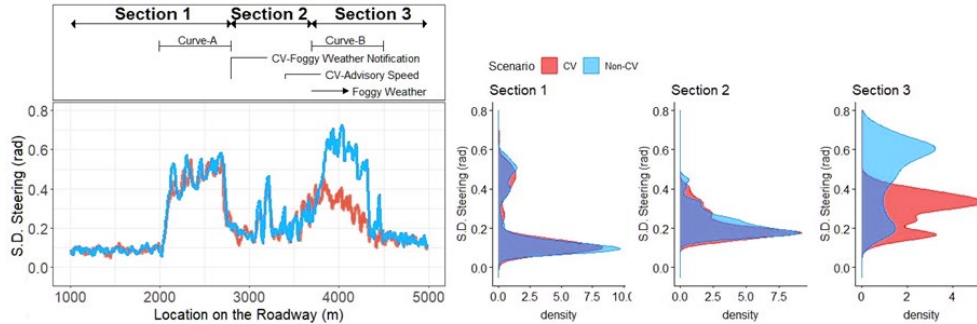 Section 1 Section 2 Section 3
Curve-A Curve-B
CV-Foggy Weather Notification
CV-Advisory Speed
Foggy Weather
S.D. Steering (rad)
0.8
0.6
0.4
0.2
0.0
1000 2000 3000 4000 5000
Location on the Roadway (m)
Scenario CV Non-CV
Section 1
S.D. Steering (rad)
0.8
0.6
0.4
0.2
0.0
0.0 2.5 5.0 7.5 10.0
density
Section 2
S.D. Steering (rad)
0.8
0.6
0.4
0.2
0.0
0.0 2.5 5.0 7.5
density
Section 3
S.D. Steering (rad)
0.8
0.6
0.4
0.2
0.0
0 2 4
density